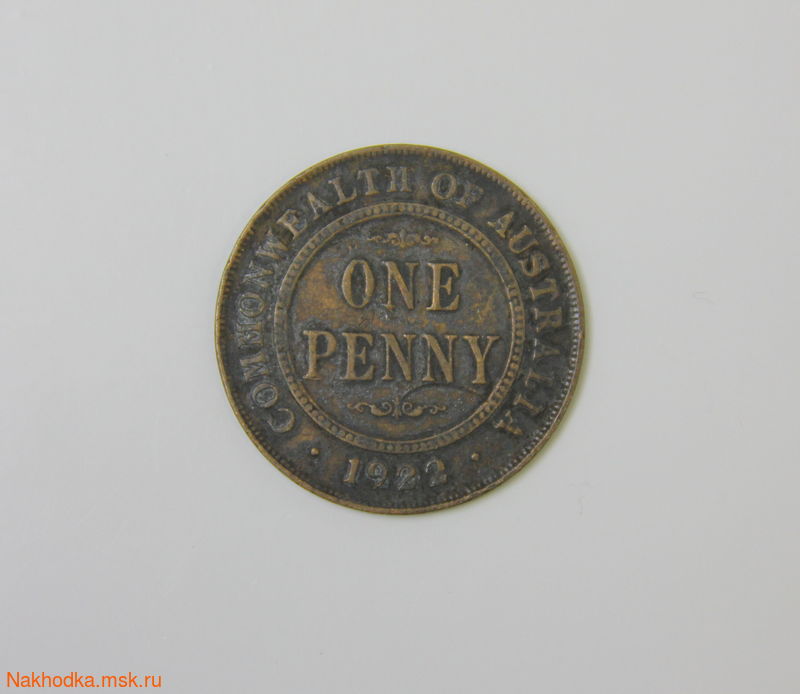 COMMONWEALTH OF AUSTRALIA
ONE
PENNY
· 1922 ·
Nakhodka.msk.ru